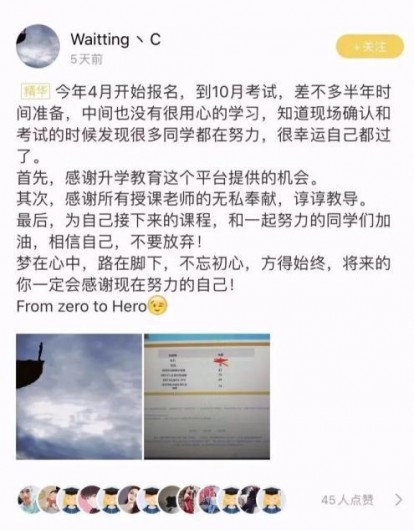 Waitting丶C
5天前
+关注
精华 今年4月开始报名，到10月考试，差不多半年时
间准备，中间也没有很用心的学习，知道现场确认和
考试的时候发现很多同学都在努力，很幸运自己都过
了。
首先，感谢升学教育这个平台提供的机会。
其次，感谢所有授课老师的无私奉献，谆谆教导。
最后，为自己接下来的课程，和一起努力的同学们加
油，相信自己，不要放弃！
梦在心中，路在脚下，不忘初心，方得始终，将来的
你一定会感谢现在努力的自己！
From zero to Hero😉
45人点赞